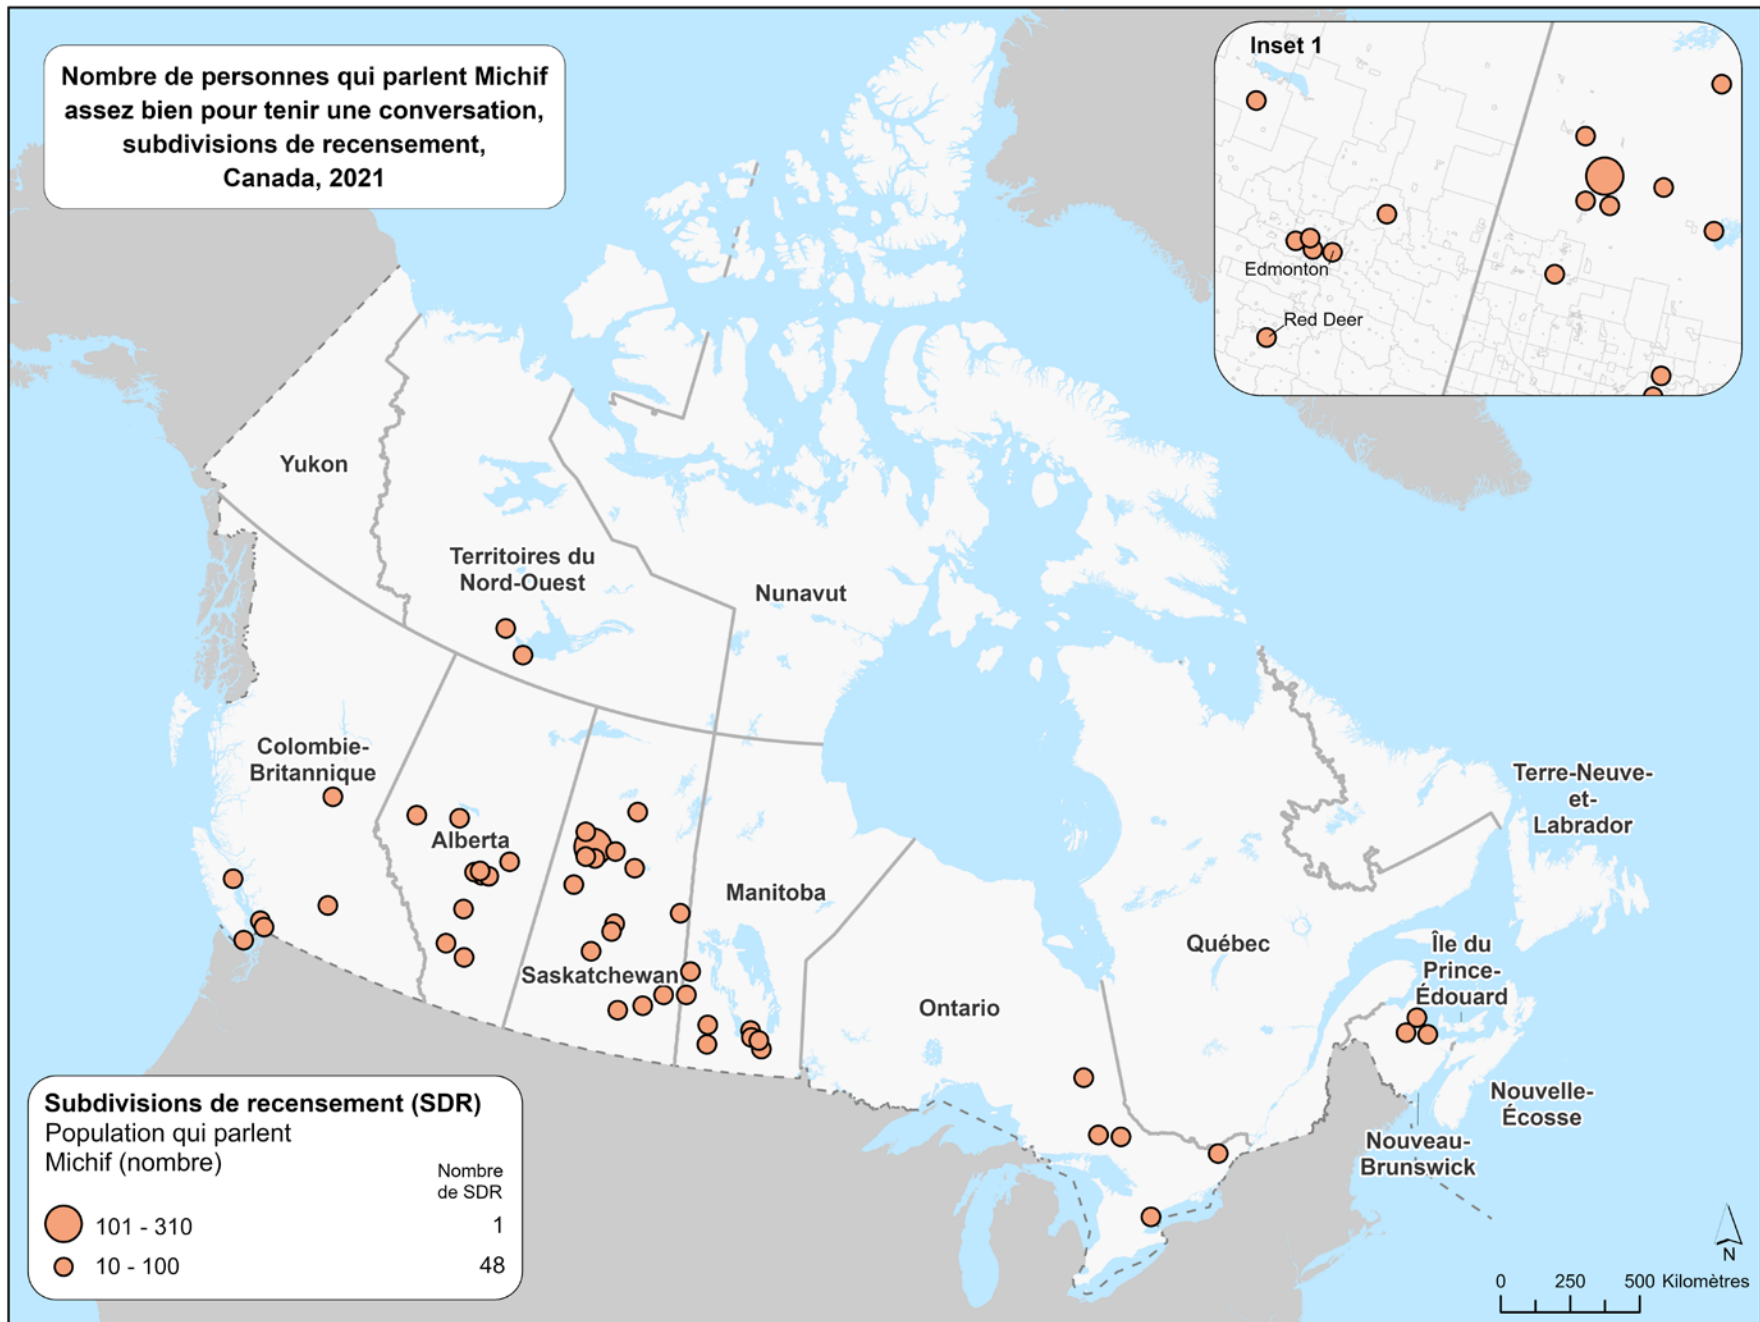 Nombre de personnes qui parlent Michif
assez bien pour tenir une conversation,
subdivisions de recensement,
Canada, 2021
Inset 1
Edmonton
Red Deer
Yukon
Territoires du
Nord-Ouest
Nunavut
Colombie-
Britannique
Alberta
Saskatchewan
Manitoba
Ontario
Québec
Terre-Neuve-
et-
Labrador
Île du
Prince-
Édouard
Nouvelle-
Écosse
Nouveau-
Brunswick
Subdivisions de recensement (SDR)
Population qui parlent
Michif (nombre)
Nombre
de SDR
101 - 310 1
10 - 100 48
N
0 250 500 Kilomètres